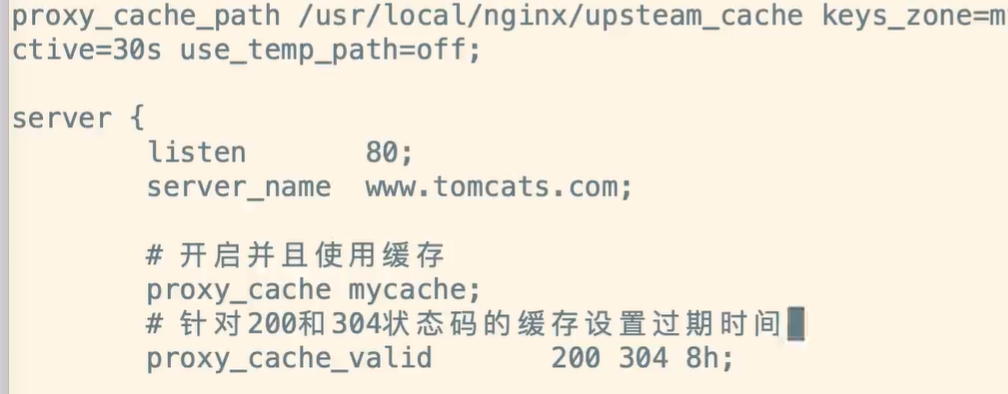 proxy_cache_path /usr/local/nginx/upsteam_cache keys_zone=m
ctive=30s use_temp_path=off;
server {
listen 80;
server_name www.tomcats.com;
# 开启并且使用缓存
proxy_cache mycache;
# 针对200和304状态码的缓存设置过期时间
proxy_cache_valid 200 304 8h;